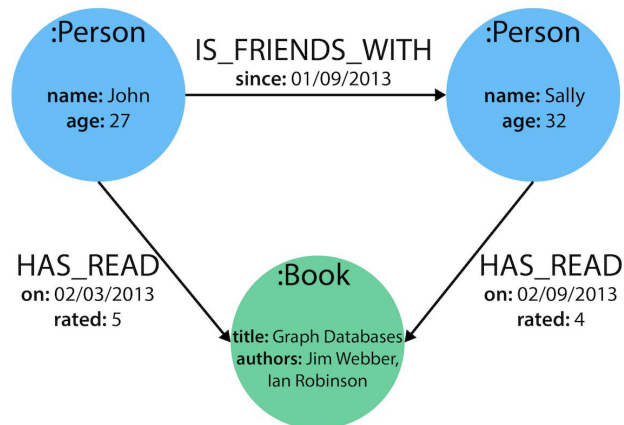 :Person
name: John
age: 27
IS_FRIENDS_WITH
since: 01/09/2013
:Person
name: Sally
age: 32
HAS_READ
on: 02/03/2013
rated: 5
:Book
title: Graph Databases
authors: Jim Webber,
Ian Robinson
HAS_READ
on: 02/09/2013
rated: 4